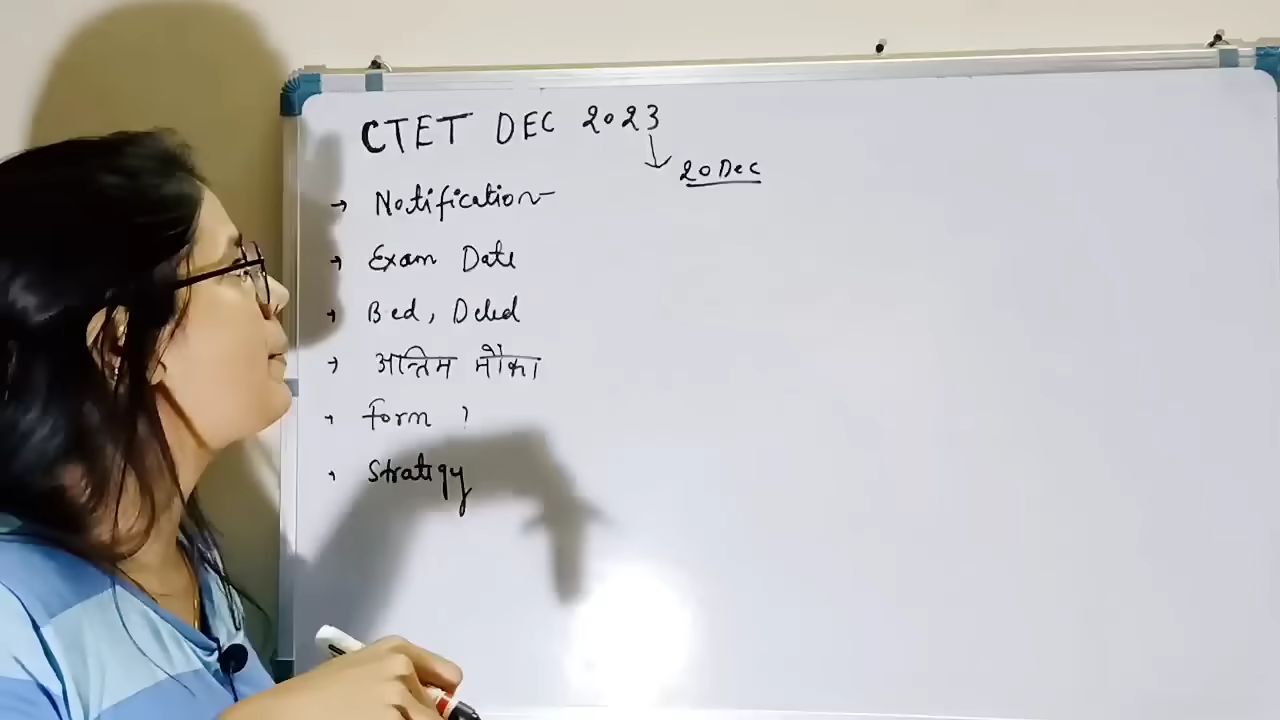 CTET DEC 2023
20 Dec
→ Notification-
→ Exam Date
→ Bed, Deled
→ अन्तिम मौका
→ form ?
→ Strategy